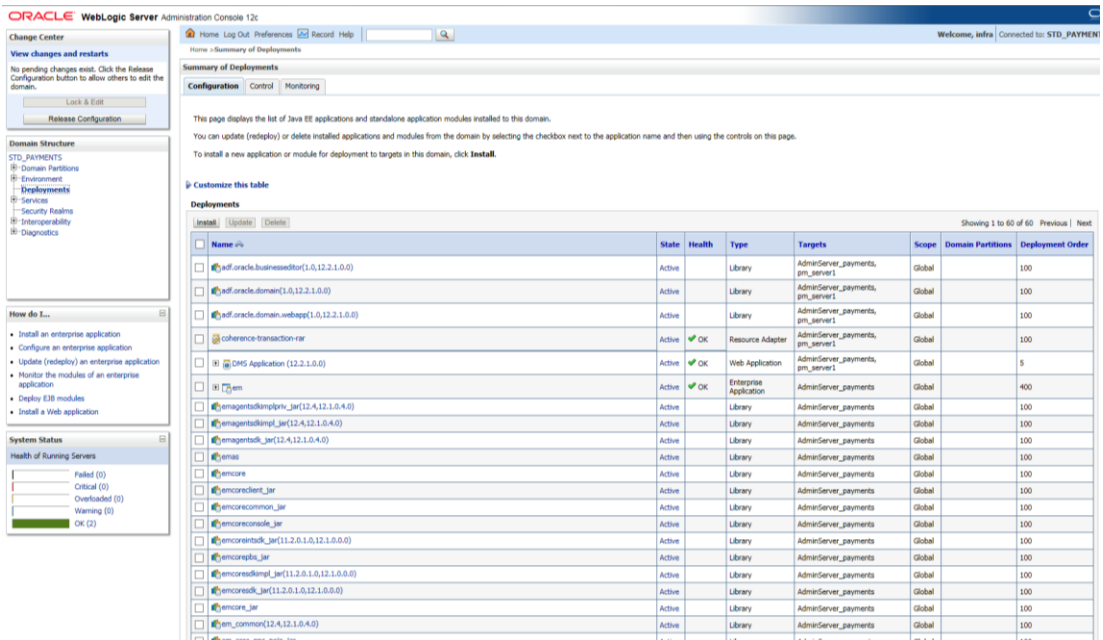 ORACLE WebLogic Server Administration Console 12c
Change Center
View changes and restarts
No pending changes exist. Click the Release
Configuration button to allow others to edit the
domain.
Lock & Edit
Release Configuration
Domain Structure
STD_PAYMENTS
Domain Partitions
Environment
Deployments
Services
Security Realms
Interoperability
Diagnostics
How do I...
Install an enterprise application
Configure an enterprise application
Update (redeploy) an enterprise application
Monitor the modules of an enterprise
application
Deploy EJB modules
Install a Web application
System Status
Health of Running Servers
Failed (0)
Critical (0)
Overloaded (0)
Warning (0)
OK (2)
Home Log Out Preferences Record Help
Welcome, infra Connected to: STD_PAYMENT
Home >Summary of Deployments
Summary of Deployments
Configuration Control Monitoring
This page displays the list of Java EE applications and standalone application modules installed to this domain.
You can update (redeploy) or delete installed applications and modules from the domain by selecting the checkbox next to the application name and then using the controls on this page.
To install a new application or module for deployment to targets in this domain, click Install.
Customize this table
Deployments
Install Update Delete Showing 1 to 60 of 60 Previous | Next
Name State Health Type Targets Scope Domain Partitions Deployment Order
adf.oracle.businesseditor(1.0,12.2.1.0.0) Active Library AdminServer_payments, pm_server1 Global 100
adf.oracle.domain(1.0,12.2.1.0.0) Active Library AdminServer_payments, pm_server1 Global 100
adf.oracle.domain.webapp(1.0,12.2.1.0.0) Active Library AdminServer_payments, pm_server1 Global 100
coherence-transaction-rar Active OK Resource Adapter AdminServer_payments, pm_server1 Global 100
DMS Application (12.2.1.0.0) Active OK Web Application AdminServer_payments, pm_server1 Global 5
em Active OK Enterprise Application AdminServer_payments Global 400
emagentsdkimplpriv_jar(12.4,12.1.0.4.0) Active Library AdminServer_payments Global 100
emagentsdkimpl_jar(12.4,12.1.0.4.0) Active Library AdminServer_payments Global 100
emagentsdk_jar(12.4,12.1.0.4.0) Active Library AdminServer_payments Global 100
emas Active Library AdminServer_payments Global 100
emcore Active Library AdminServer_payments Global 100
emcoreclient_jar Active Library AdminServer_payments Global 100
emcorecommon_jar Active Library AdminServer_payments Global 100
emcoreconsole_jar Active Library AdminServer_payments Global 100
emcoreintsdk_jar(11.2.0.1.0,12.1.0.0.0) Active Library AdminServer_payments Global 100
emcorepbs_jar Active Library AdminServer_payments Global 100
emcoresdkimpl_jar(11.2.0.1.0,12.1.0.0.0) Active Library AdminServer_payments Global 100
emcoresdk_jar(11.2.0.1.0,12.1.0.0.0) Active Library AdminServer_payments Global 100
emcore_jar Active Library AdminServer_payments Global 100
em_common(12.4,12.1.0.4.0) Active Library AdminServer_payments Global 100